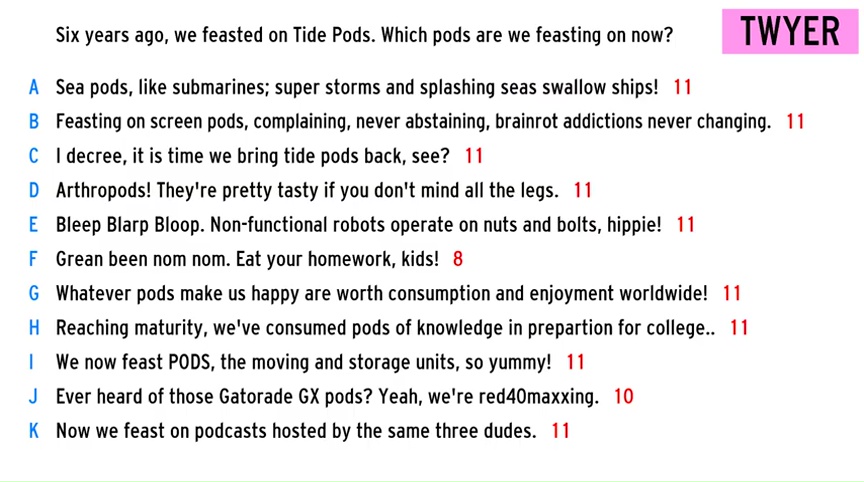 Six years ago, we feasted on Tide Pods. Which pods are we feasting on now?
TWYER
A Sea pods, like submarines; super storms and splashing seas swallow ships! 11
B Feasting on screen pods, complaining, never abstaining, brainrot addictions never changing. 11
C I decree, it is time we bring tide pods back, see? 11
D Arthropods! They're pretty tasty if you don't mind all the legs. 11
E Bleep Blarp Bloop. Non-functional robots operate on nuts and bolts, hippie! 11
F Grean been nom nom. Eat your homework, kids! 8
G Whatever pods make us happy are worth consumption and enjoyment worldwide! 11
H Reaching maturity, we've consumed pods of knowledge in prepartion for college.. 11
I We now feast PODS, the moving and storage units, so yummy! 11
J Ever heard of those Gatorade GX pods? Yeah, we're red40maxxing. 10
K Now we feast on podcasts hosted by the same three dudes. 11